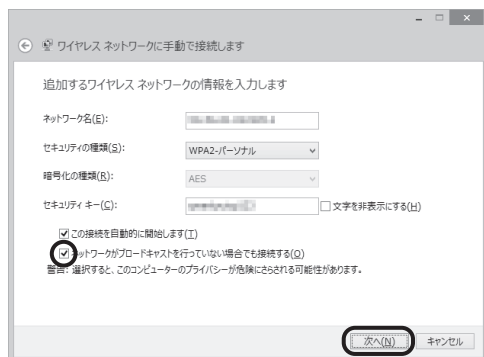 ワイヤレス ネットワークに手動で接続します
追加するワイヤレス ネットワークの情報を入力します
ネットワーク名(E):
セキュリティの種類(S): WPA2-パーソナル
暗号化の種類(R): AES
セキュリティ キー(C): 文字を非表示にする(H)
この接続を自動的に開始します(T)
ネットワークがブロードキャストを行っていない場合でも接続する(O)
警告: 選択すると、このコンピューターのプライバシーが危険にさらされる可能性があります。
次へ(N) キャンセル